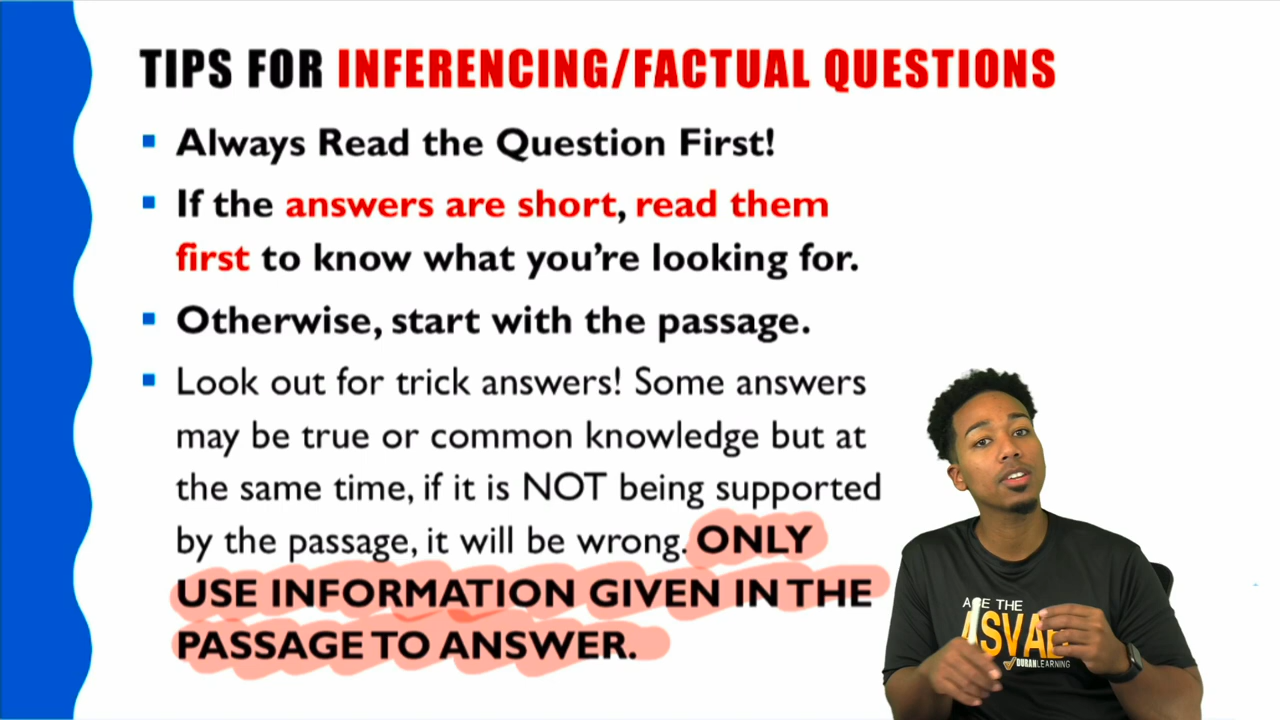 TIPS FOR INFERENCING/FACTUAL QUESTIONS
Always Read the Question First!
If the answers are short, read them
first to know what you're looking for.
Otherwise, start with the passage.
Look out for trick answers! Some answers
may be true or common knowledge but at
the same time, if it is NOT being supported
by the passage, it will be wrong. ONLY
USE INFORMATION GIVEN IN THE
PASSAGE TO ANSWER.
THE
DURANLEARNING